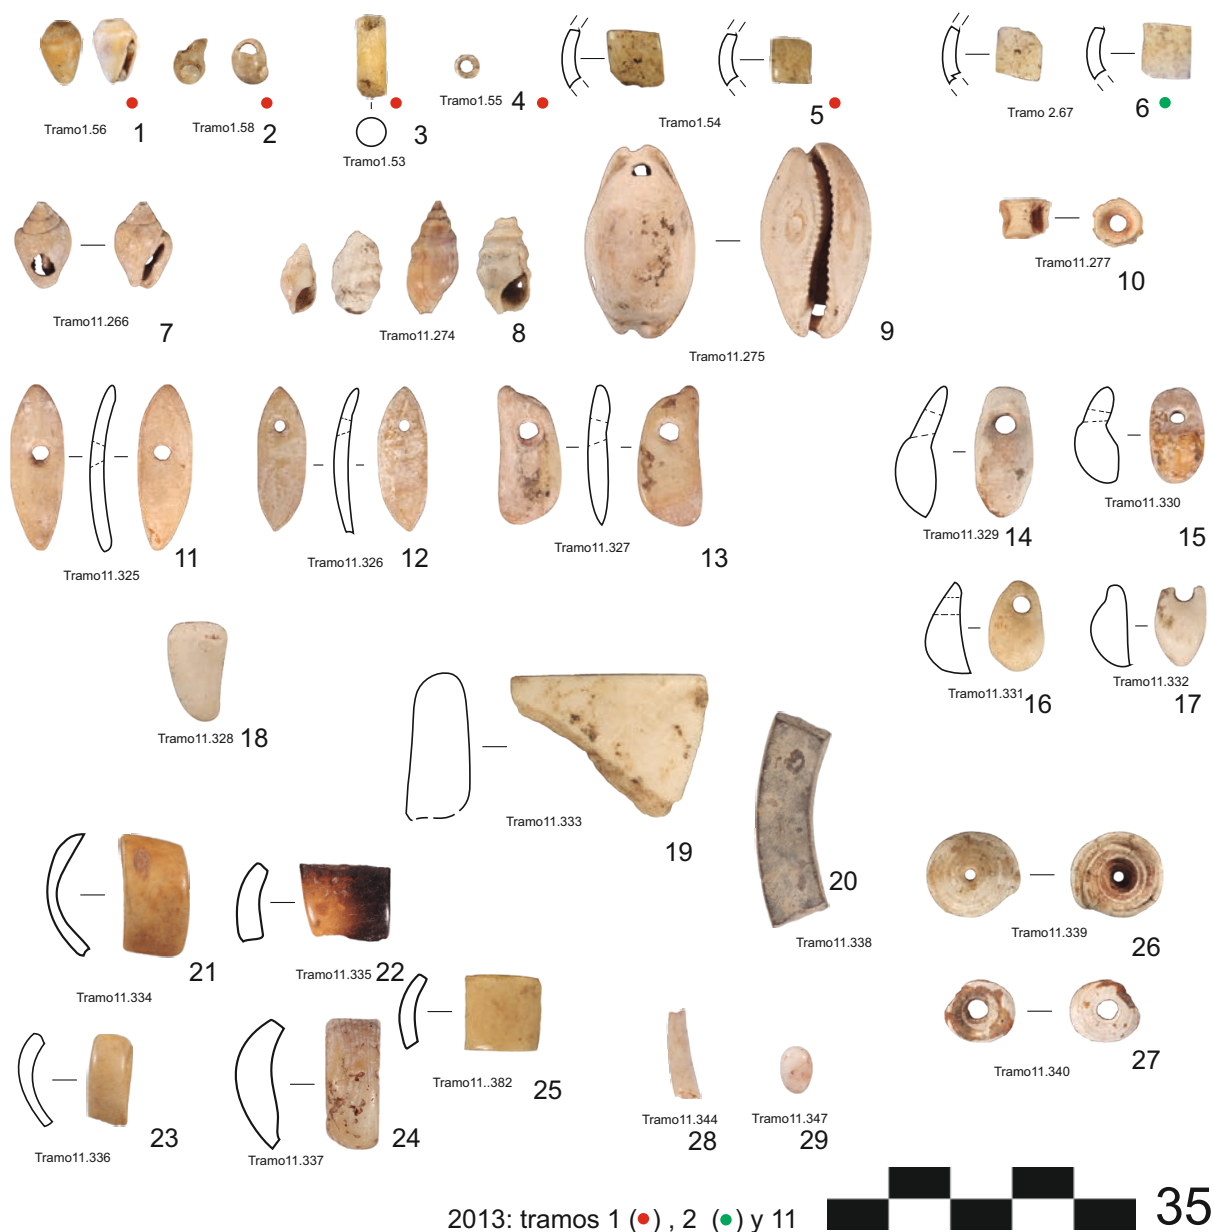 Tramo1.56
1
Tramo1.58
2
Tramo1.53
3
Tramo1.55
4
Tramo1.54
5
Tramo 2.67
6
Tramo11.266
7
Tramo11.274
8
Tramo11.275
9
Tramo11.277
10
Tramo11.325
11
Tramo11.326
12
Tramo11.327
13
Tramo11.329
14
Tramo11.330
15
Tramo11.331
16
Tramo11.332
17
Tramo11.328
18
Tramo11.333
19
Tramo11.338
20
Tramo11.334
21
Tramo11.335
22
Tramo11.336
23
Tramo11.337
24
Tramo11..382
25
Tramo11.339
26
Tramo11.340
27
Tramo11.344
28
Tramo11.347
29
2013: tramos 1 (●) , 2 (●) y 11
35